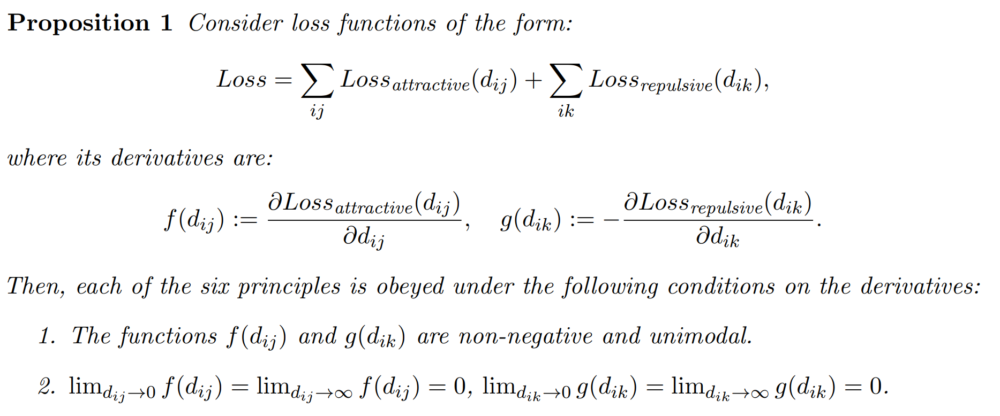 Proposition 1 Consider loss functions of the form:
$Loss = \sum_{ij} Loss_{attractive}(d_{ij}) + \sum_{ik} Loss_{repulsive}(d_{ik}),$
where its derivatives are:
$f(d_{ij}) := \frac{\partial Loss_{attractive}(d_{ij})}{\partial d_{ij}}, \quad g(d_{ik}) := -\frac{\partial Loss_{repulsive}(d_{ik})}{\partial d_{ik}}.$
Then, each of the six principles is obeyed under the following conditions on the derivatives:
1. The functions $f(d_{ij})$ and $g(d_{ik})$ are non-negative and unimodal.
2. $\lim_{d_{ij} \to 0} f(d_{ij}) = \lim_{d_{ij} \to \infty} f(d_{ij}) = 0$, $\lim_{d_{ik} \to 0} g(d_{ik}) = \lim_{d_{ik} \to \infty} g(d_{ik}) = 0.$